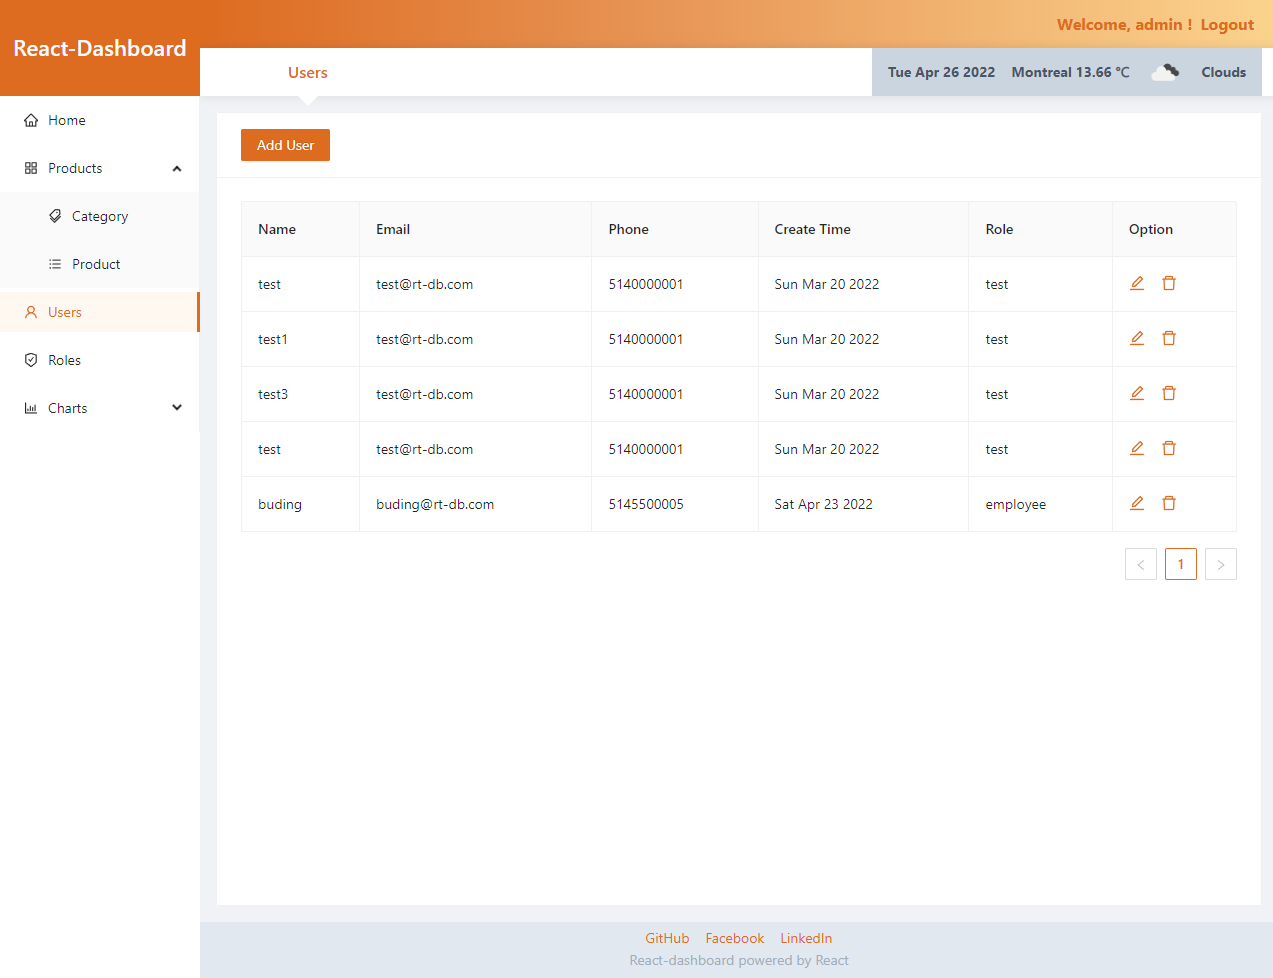 React-Dashboard
Welcome, admin ! Logout
Users
Tue Apr 26 2022 Montreal 13.66 ℃ Clouds
Home
Products
Category
Product
Users
Roles
Charts
Add User
Name Email Phone Create Time Role Option
test test@rt-db.com 5140000001 Sun Mar 20 2022 test
test1 test@rt-db.com 5140000001 Sun Mar 20 2022 test
test3 test@rt-db.com 5140000001 Sun Mar 20 2022 test
test test@rt-db.com 5140000001 Sun Mar 20 2022 test
buding buding@rt-db.com 5145500005 Sat Apr 23 2022 employee
< 1 >
GitHub Facebook LinkedIn
React-dashboard powered by React